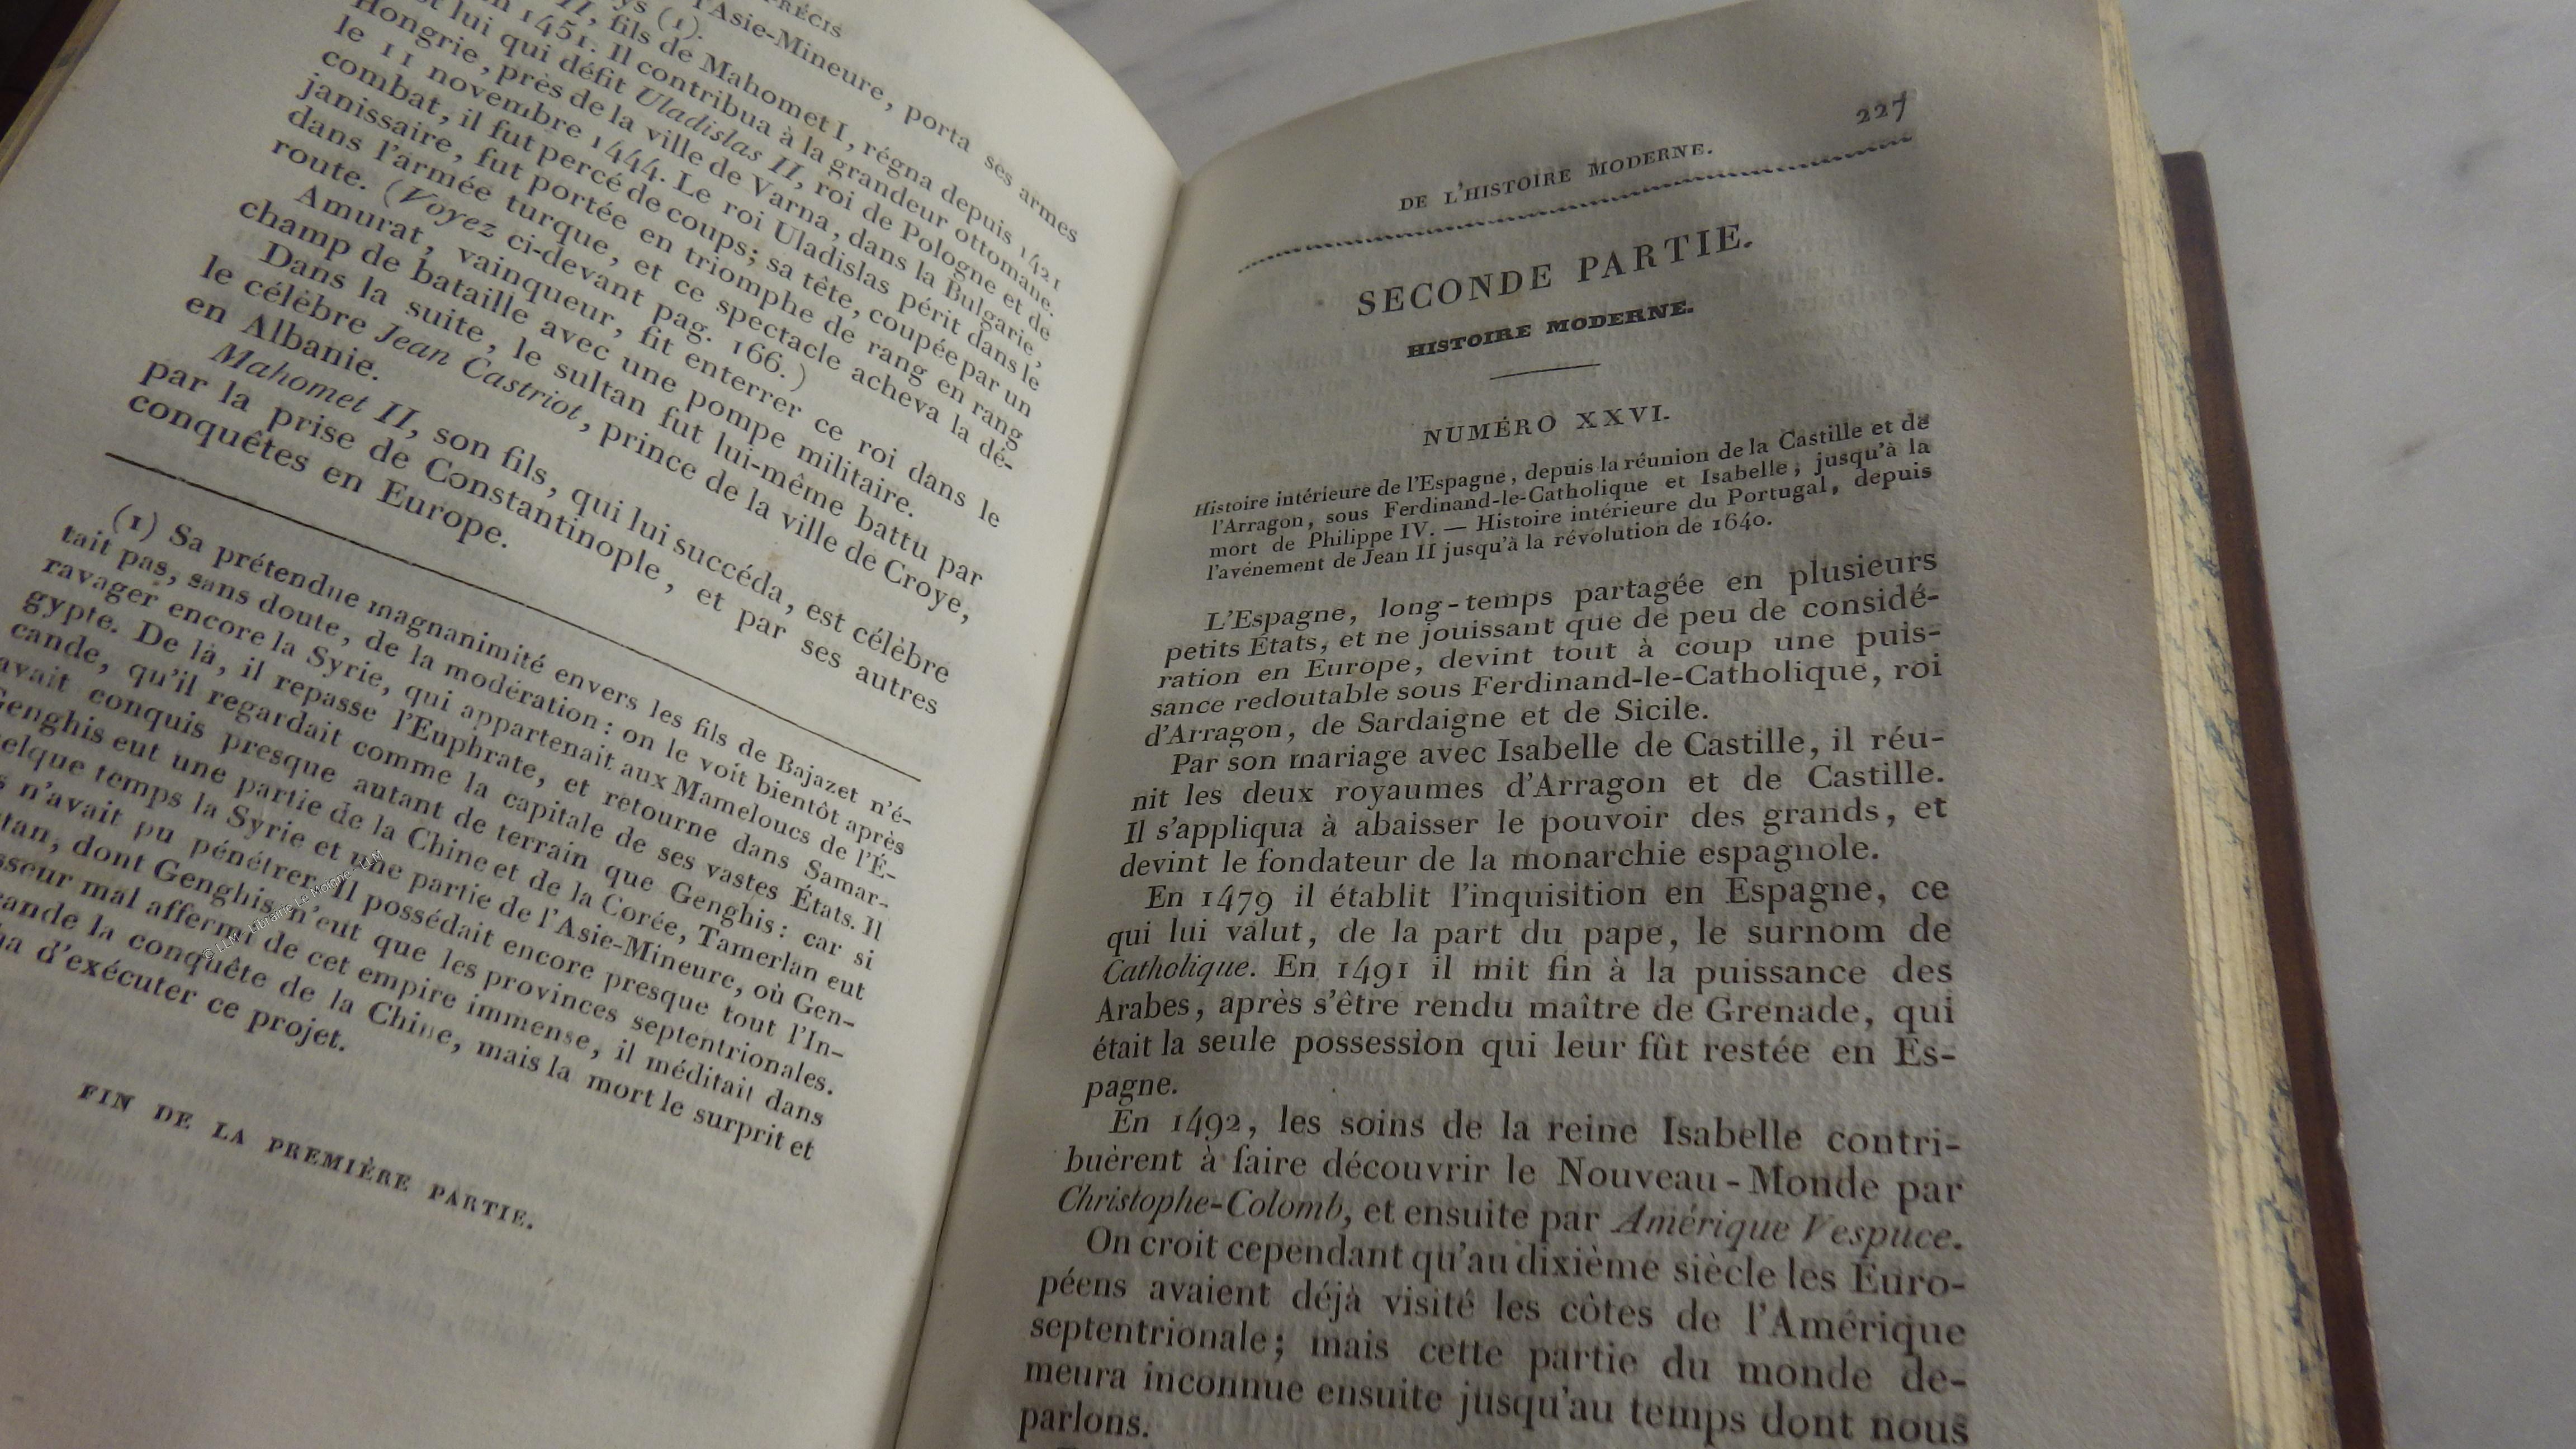 PRÉCIS
l'Asie-Mineure, porta ses armes
ys (1).
II, fils de Mahomet I, régna depuis 1421
1451. Il contribua à la grandeur ottomane.
lui qui défit Uladislas II, roi de Pologne et de
Hongrie, près de la ville de Varna, dans la Bulgarie,
le 11 novembre 1444. Le roi Uladislas périt dans le
combat, il fut percé de coups; sa tête, coupée par un
janissaire, fut portée en triomphe de rang en rang
dans l'armée turque, et ce spectacle acheva la dé-
route. (Voyez ci-devant pag. 166.)
Amurat, vainqueur, fit enterrer ce roi dans le
champ de bataille avec une pompe militaire.
Dans la suite, le sultan fut lui-même battu par
le célèbre Jean Castriot, prince de la ville de Croye,
en Albanie.
Mahomet II, son fils, qui lui succéda, est célèbre
par la prise de Constantinople, et par ses autres
conquêtes en Europe.
(1) Sa prétendue magnanimité envers les fils de Bajazet n'é-
tait pas, sans doute, de la modération: on le voit bientôt après
ravager encore la Syrie, qui appartenait aux Mameloucs de l'É-
gypte. De là, il repasse l'Euphrate, et retourne dans Samar-
cande, qu'il regardait comme la capitale de ses vastes États. Il
avait conquis presque autant de terrain que Genghis: car si
Genghis eut une partie de la Chine et de la Corée, Tamerlan eut
quelque temps la Syrie et une partie de l'Asie-Mineure, où Gen-
n'avait pu pénétrer. Il possédait encore presque tout l'In-
dont Genghis n'eut que les provinces septentrionales.
mal affermi de cet empire immense, il méditait dans
la conquête de la Chine, mais la mort le surprit et
d'exécuter ce projet.
© LLM - Librairie Le Moigne - LLM
FIN DE LA PREMIÈRE PARTIE.
DE L'HISTOIRE MODERNE. 227
SECONDE PARTIE.
HISTOIRE MODERNE.
NUMÉRO XXVI.
Histoire intérieure de l'Espagne, depuis la réunion de la Castille et de
l'Arragon, sous Ferdinand-le-Catholique et Isabelle, jusqu'à la
mort de Philippe IV. — Histoire intérieure du Portugal, depuis
l'avénement de Jean II jusqu'à la révolution de 1640.
L'Espagne, long-temps partagée en plusieurs
petits États, et ne jouissant que de peu de considé-
ration en Europe, devint tout à coup une puis-
sance redoutable sous Ferdinand-le-Catholique, roi
d'Arragon, de Sardaigne et de Sicile.
Par son mariage avec Isabelle de Castille, il réu-
nit les deux royaumes d'Arragon et de Castille.
Il s'appliqua à abaisser le pouvoir des grands, et
devint le fondateur de la monarchie espagnole.
En 1479 il établit l'inquisition en Espagne, ce
qui lui valut, de la part du pape, le surnom de
Catholique. En 1491 il mit fin à la puissance des
Arabes, après s'être rendu maître de Grenade, qui
était la seule possession qui leur fût restée en Es-
pagne.
En 1492, les soins de la reine Isabelle contri-
buèrent à faire découvrir le Nouveau-Monde par
Christophe-Colomb, et ensuite par Amérique Vespuce.
On croit cependant qu'au dixième siècle les Euro-
péens avaient déjà visité les côtes de l'Amérique
septentrionale; mais cette partie du monde de-
meura inconnue ensuite jusqu'au temps dont nous
parlons.